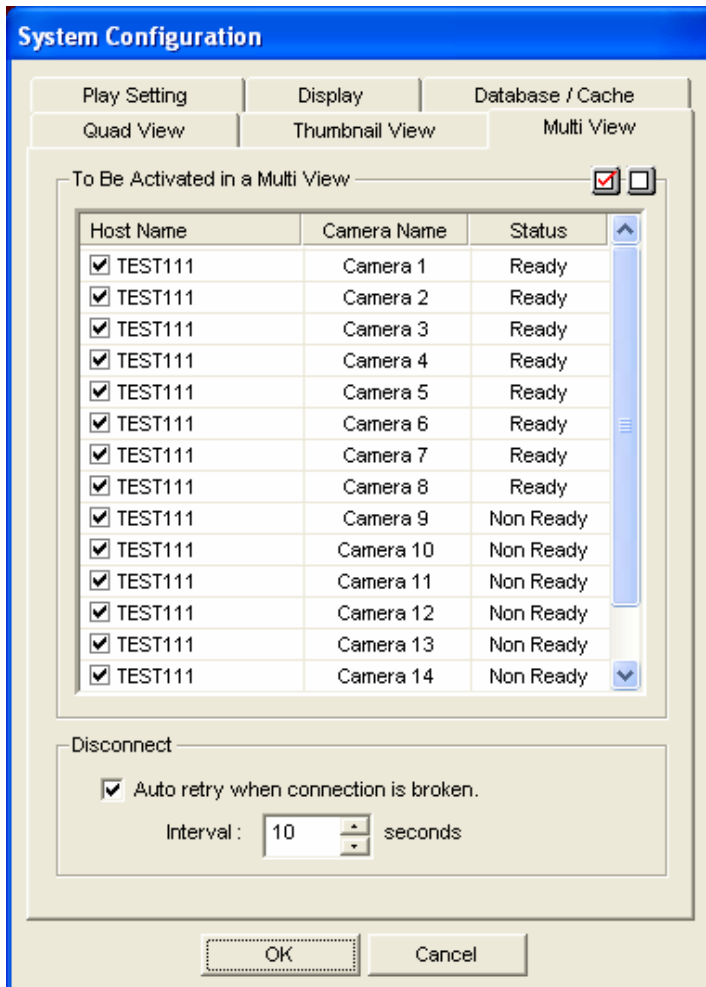 System Configuration
Play Setting Display Database / Cache
Quad View Thumbnail View Multi View
To Be Activated in a Multi View
Host Name Camera Name Status
TEST111 Camera 1 Ready
TEST111 Camera 2 Ready
TEST111 Camera 3 Ready
TEST111 Camera 4 Ready
TEST111 Camera 5 Ready
TEST111 Camera 6 Ready
TEST111 Camera 7 Ready
TEST111 Camera 8 Ready
TEST111 Camera 9 Non Ready
TEST111 Camera 10 Non Ready
TEST111 Camera 11 Non Ready
TEST111 Camera 12 Non Ready
TEST111 Camera 13 Non Ready
TEST111 Camera 14 Non Ready
Disconnect
Auto retry when connection is broken.
Interval : 10 seconds
OK Cancel